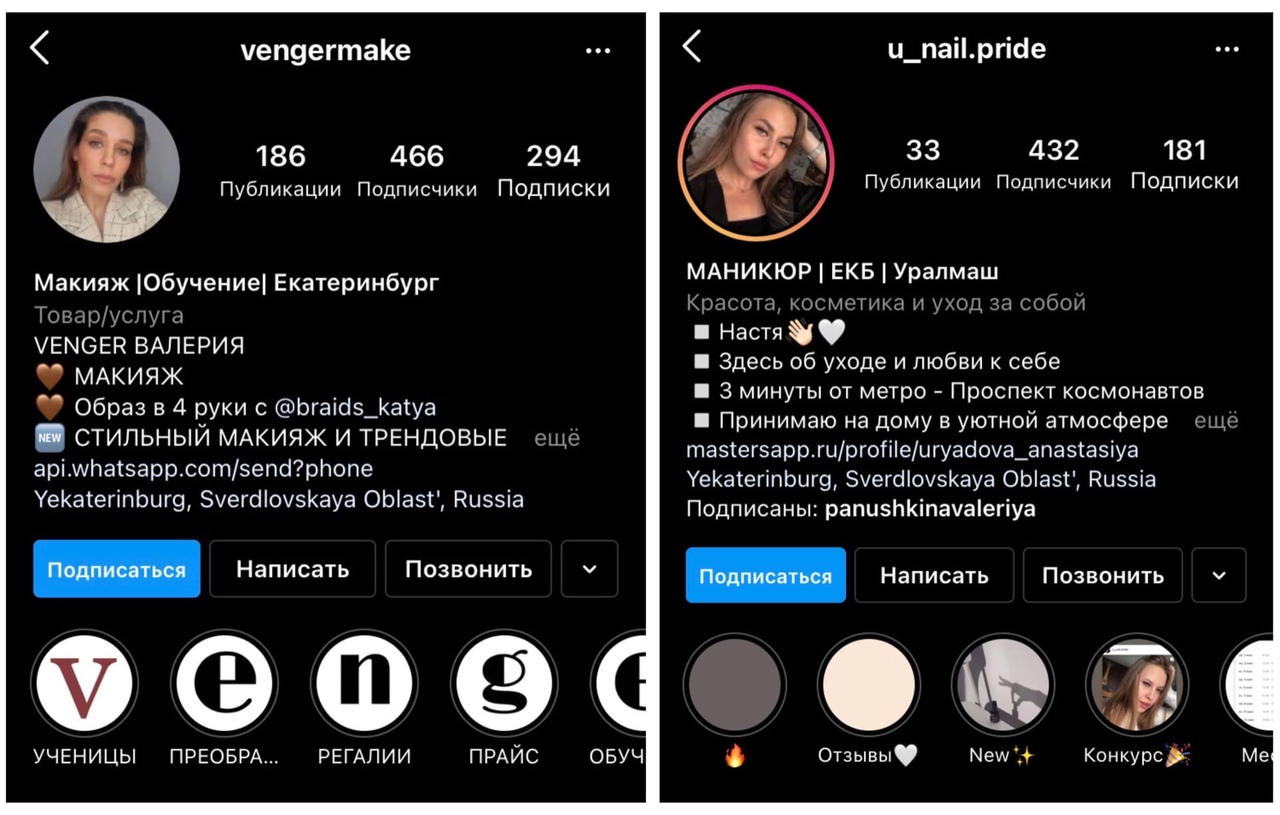 vengermake
186 466 294
Публикации Подписчики Подписки
Макияж |Обучение| Екатеринбург
Товар/услуга
VENGER ВАЛЕРИЯ
🤎 МАКИЯЖ
🤎 Образ в 4 руки с @braids_katya
🆕 СТИЛЬНЫЙ МАКИЯЖ И ТРЕНДОВЫЕ ещё
api.whatsapp.com/send?phone
Yekaterinburg, Sverdlovskaya Oblast', Russia
Подписаться Написать Позвонить
v e n g e
УЧЕНИЦЫ ПРЕОБРА... РЕГАЛИИ ПРАЙС ОБУЧ
u_nail.pride
33 432 181
Публикации Подписчики Подписки
МАНИКЮР | ЕКБ | Уралмаш
Красота, косметика и уход за собой
◻️ Настя👋🏻🤍
◻️ Здесь об уходе и любви к себе
◻️ 3 минуты от метро - Проспект космонавтов
◻️ Принимаю на дому в уютной атмосфере ещё
mastersapp.ru/profile/uryadova_anastasiya
Yekaterinburg, Sverdlovskaya Oblast', Russia
Подписаны: panushkinavaleriya
Подписаться Написать Позвонить
🔥 Отзывы🤍 New✨ Конкурс🎉 Мес